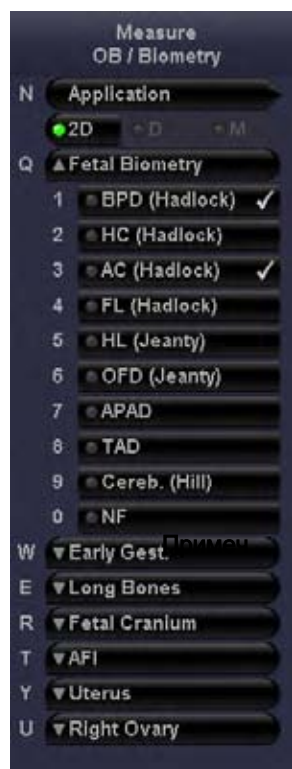 Measure
OB / Biometry
N Application
2D D M
Q ▲Fetal Biometry
1 BPD (Hadlock) ✓
2 HC (Hadlock)
3 AC (Hadlock) ✓
4 FL (Hadlock)
5 HL (Jeanty)
6 OFD (Jeanty)
7 APAD
8 TAD
9 Cereb. (Hill)
0 NF
Примеч
W ▼Early Gest.
E ▼Long Bones
R ▼Fetal Cranium
T ▼AFI
Y ▼Uterus
U ▼Right Ovary